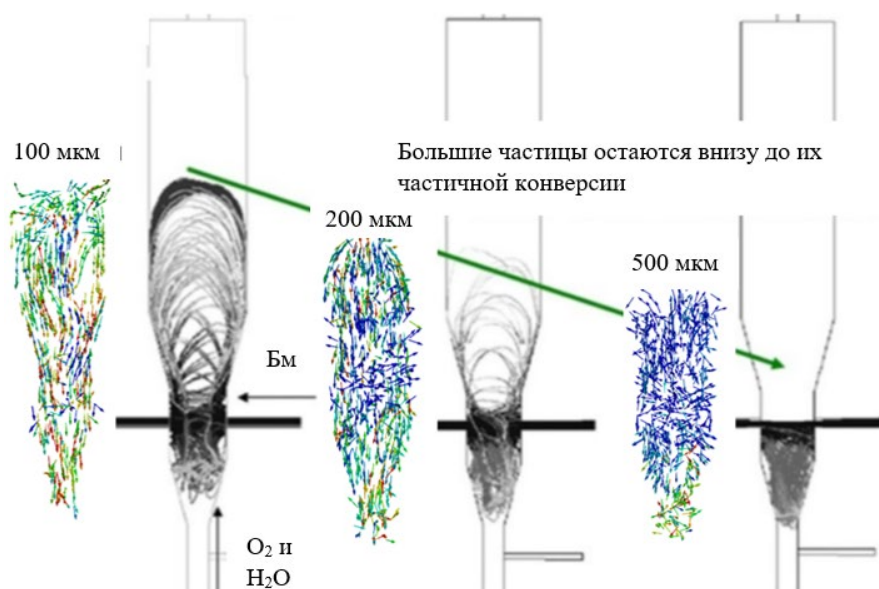 100 мкм
Большие частицы остаются внизу до их
частичной конверсии
200 мкм
500 мкм
Бм
O₂ и
H₂O